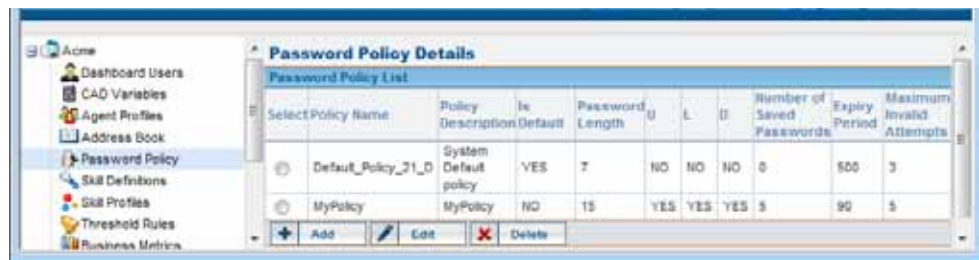 Acme
Dashboard Users
CAD Variables
Agent Profiles
Address Book
Password Policy
Skill Definitions
Skill Profiles
Threshold Rules
Business Metrics
Password Policy Details
Password Policy List
Select Policy Name Policy Description Is Default Password Length U L D Number of Saved Passwords Expiry Period Maximum Invalid Attempts
Default_Policy_21_D System Default policy YES 7 NO NO NO 0 500 3
MyPolicy MyPolicy NO 15 YES YES YES 5 90 5
Add Edit Delete